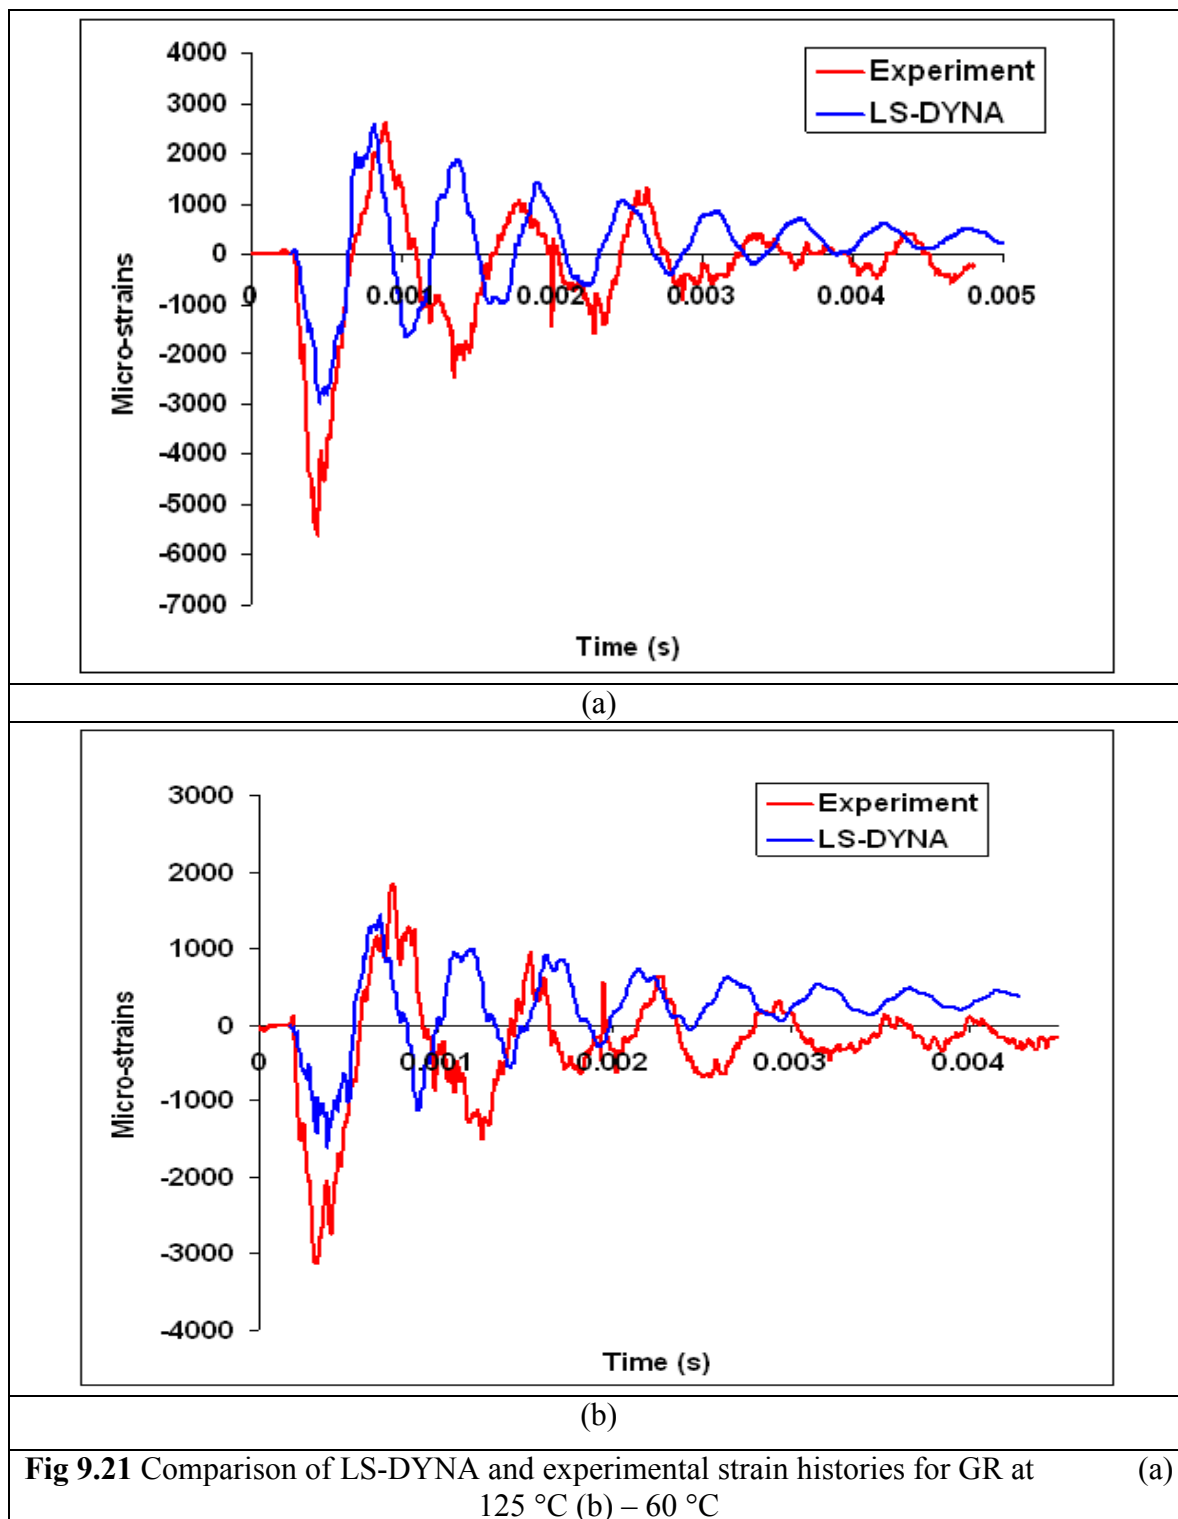 4000
3000
2000
1000
0
-1000
-2000
-3000
-4000
-5000
-6000
-7000
Micro-strains
0 0.001 0.002 0.003 0.004 0.005
Time (s)
Experiment
LS-DYNA
(a)
3000
2000
1000
0
-1000
-2000
-3000
-4000
Micro-strains
0 0.001 0.002 0.003 0.004
Time (s)
Experiment
LS-DYNA
(b)
Fig 9.21 Comparison of LS-DYNA and experimental strain histories for GR at (a)
125 °C (b) – 60 °C